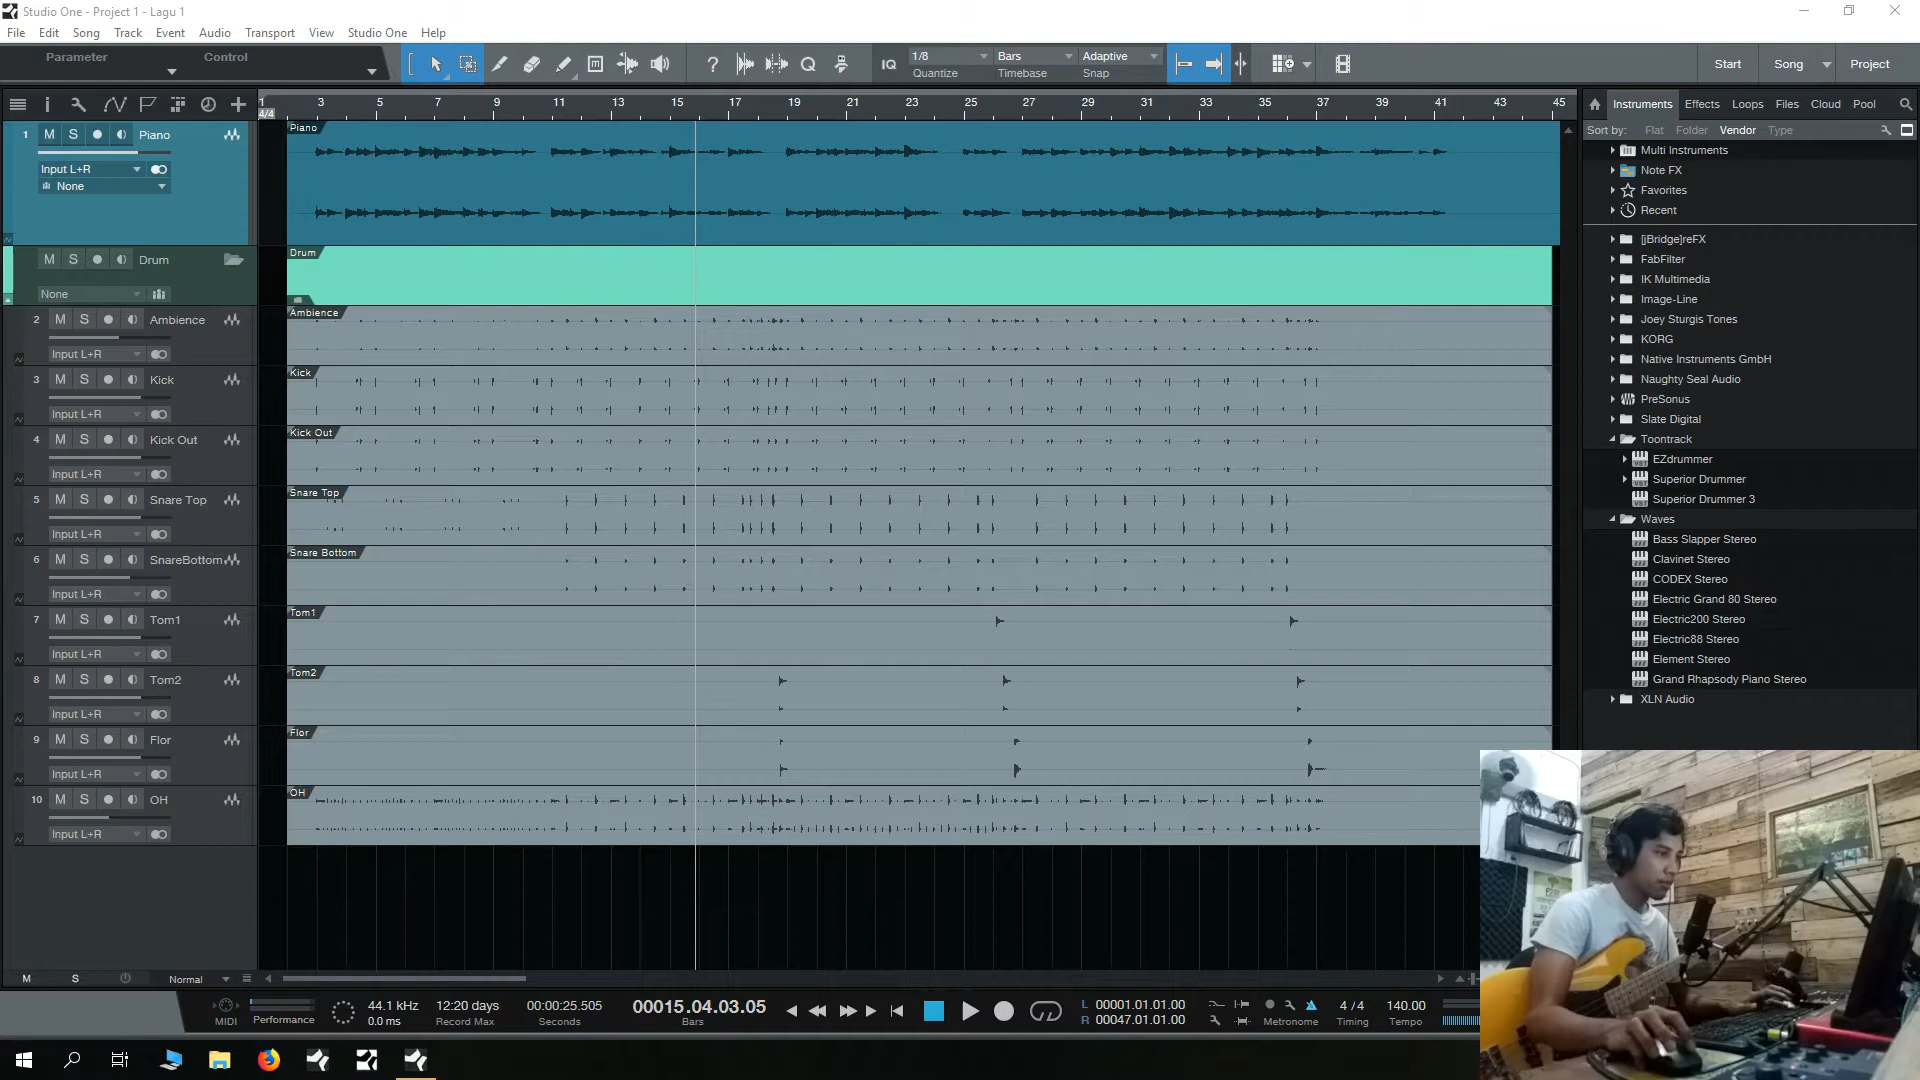 Studio One - Project 1 - Lagu 1
File Edit Song Track Event Audio Transport View Studio One Help
Parameter Control
IQ 1/8 Bars Adaptive Start Song Project
Quantize Timebase Snap
1 3 5 7 9 11 13 15 17 19 21 23 25 27 29 31 33 35 37 39 41 43 45
4/4
Instruments Effects Loops Files Cloud Pool
Sort by: Flat Folder Vendor Type
1 M S Piano
Input L+R
None
Piano
M S Drum
None
Drum
2 M S Ambience
Input L+R
Ambience
3 M S Kick
Input L+R
Kick
4 M S Kick Out
Input L+R
Kick Out
5 M S Snare Top
Input L+R
Snare Top
6 M S SnareBottom
Input L+R
Snare Bottom
7 M S Tom1
Input L+R
Tom1
8 M S Tom2
Input L+R
Tom2
9 M S Flor
Input L+R
Flor
10 M S OH
Input L+R
OH
Multi Instruments
Note FX
Favorites
Recent
[jBridge]reFX
FabFilter
IK Multimedia
Image-Line
Joey Sturgis Tones
KORG
Native Instruments GmbH
Naughty Seal Audio
PreSonus
Slate Digital
Toontrack
EZdrummer
Superior Drummer
Superior Drummer 3
Waves
Bass Slapper Stereo
Clavinet Stereo
CODEX Stereo
Electric Grand 80 Stereo
Electric200 Stereo
Electric88 Stereo
Element Stereo
Grand Rhapsody Piano Stereo
XLN Audio
M S Normal
MIDI Performance
44.1 kHz
0.0 ms
12:20 days
Record Max
00:00:25.505
Seconds
00015.04.03.05
Bars
L 00001.01.01.00
R 00047.01.01.00
Metronome
4 / 4
Timing
140.00
Tempo